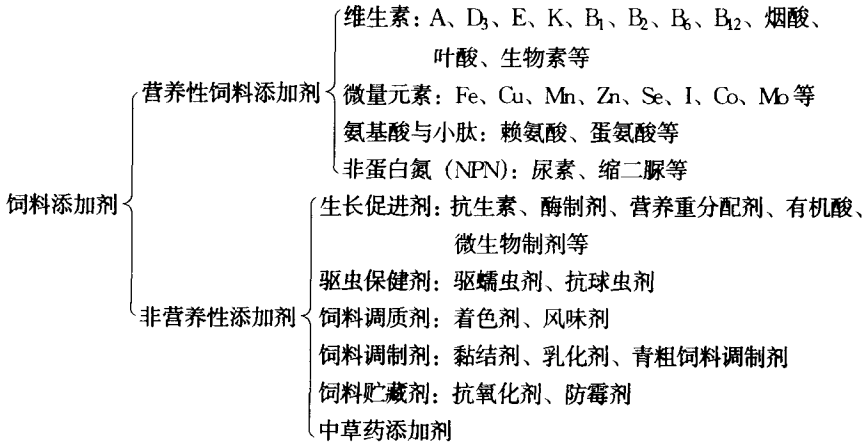 维生素：A、D₃、E、K、B₁、B₂、B₆、B₁₂、烟酸、
叶酸、生物素等
营养性饲料添加剂
微量元素：Fe、Cu、Mn、Zn、Se、I、Co、Mo等
氨基酸与小肽：赖氨酸、蛋氨酸等
非蛋白氮（NPN）：尿素、缩二脲等
饲料添加剂
生长促进剂：抗生素、酶制剂、营养重分配剂、有机酸、
微生物制剂等
驱虫保健剂：驱蠕虫剂、抗球虫剂
非营养性添加剂
饲料调质剂：着色剂、风味剂
饲料调制剂：黏结剂、乳化剂、青粗饲料调制剂
饲料贮藏剂：抗氧化剂、防霉剂
中草药添加剂